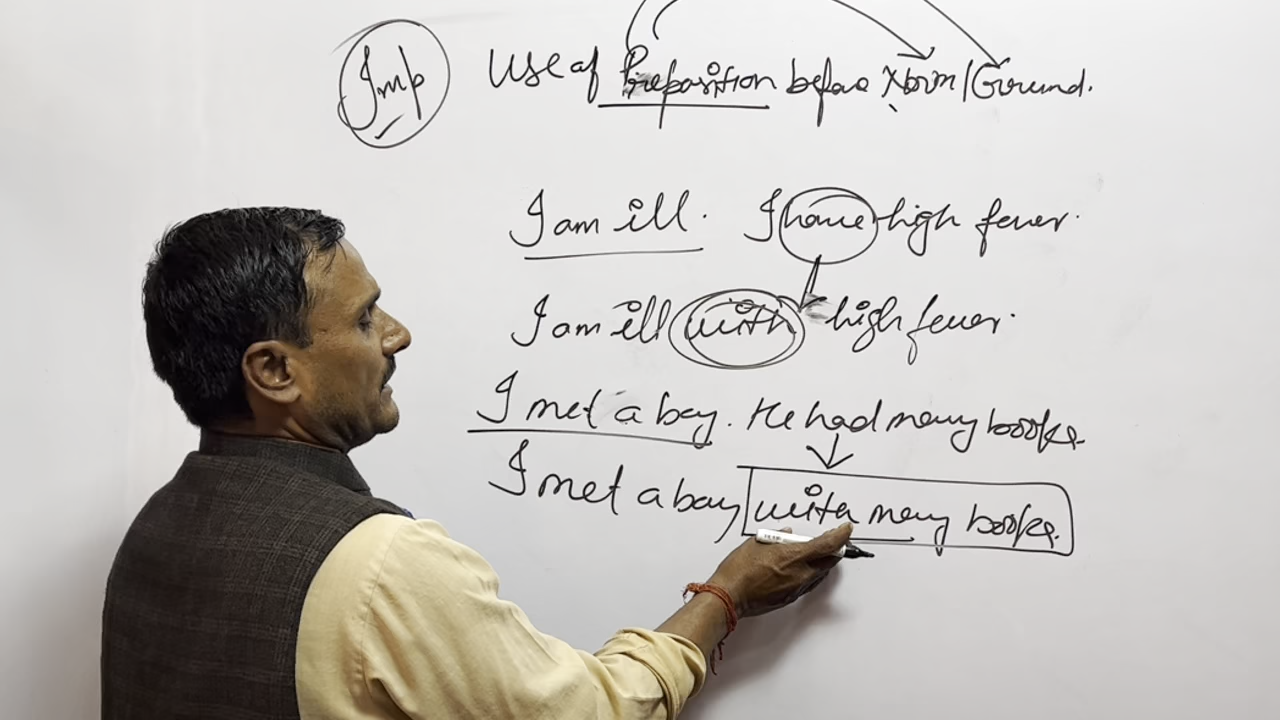 Imp Use of Preposition before Noun/Gerund.
I am ill. I have high fever.
I am ill with high fever.
I met a boy. He had many books.
I met a boy with many books.